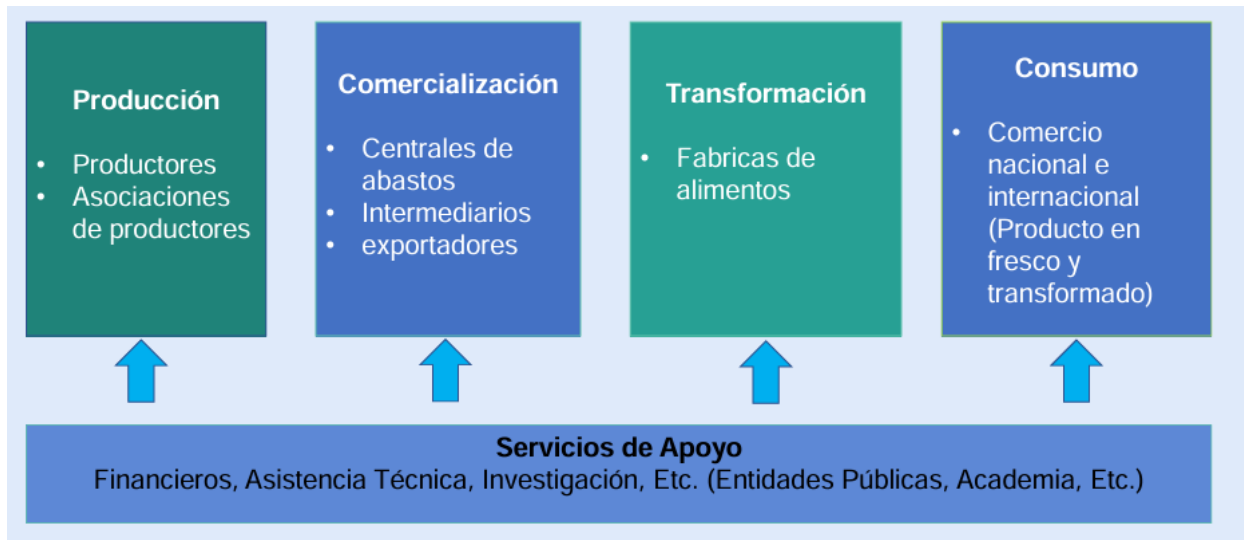 Producción
• Productores
• Asociaciones
de productores
Comercialización
• Centrales de
abastos
• Intermediarios
• exportadores
Transformación
• Fabricas de
alimentos
Consumo
• Comercio
nacional e
internacional
(Producto en
fresco y
transformado)
Servicios de Apoyo
Financieros, Asistencia Técnica, Investigación, Etc. (Entidades Públicas, Academia, Etc.)